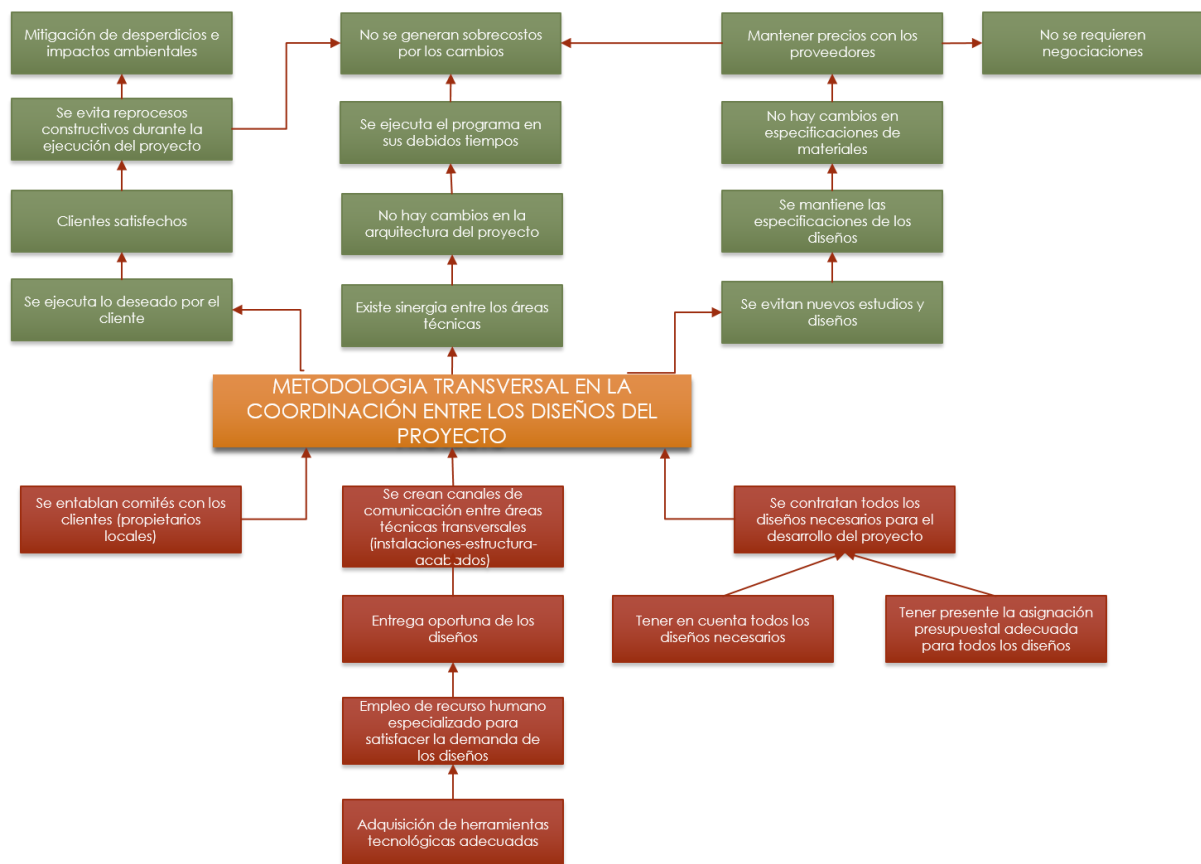 Mitigación de desperdicios e
impactos ambientales
No se generan sobrecostos
por los cambios
Mantener precios con los
proveedores
No se requieren
negociaciones
Se evita reprocesos
constructivos durante la
ejecución del proyecto
Se ejecuta el programa en
sus debidos tiempos
No hay cambios en
especificaciones de
materiales
Clientes satisfechos
No hay cambios en la
arquitectura del proyecto
Se mantiene las
especificaciones de los
diseños
Se ejecuta lo deseado por el
cliente
Existe sinergia entre los áreas
técnicas
Se evitan nuevos estudios y
diseños
METODOLOGIA TRANSVERSAL EN LA
COORDINACIÓN ENTRE LOS DISEÑOS DEL
PROYECTO
Se entablan comités con los
clientes (propietarios
locales)
Se crean canales de
comunicación entre áreas
técnicas transversales
(instalaciones-estructura-
acabados)
Se contratan todos los
diseños necesarios para el
desarrollo del proyecto
Entrega oportuna de los
diseños
Tener en cuenta todos los
diseños necesarios
Tener presente la asignación
presupuestal adecuada
para todos los diseños
Empleo de recurso humano
especializado para
satisfacer la demanda de
los diseños
Adquisición de herramientas
tecnológicas adecuadas